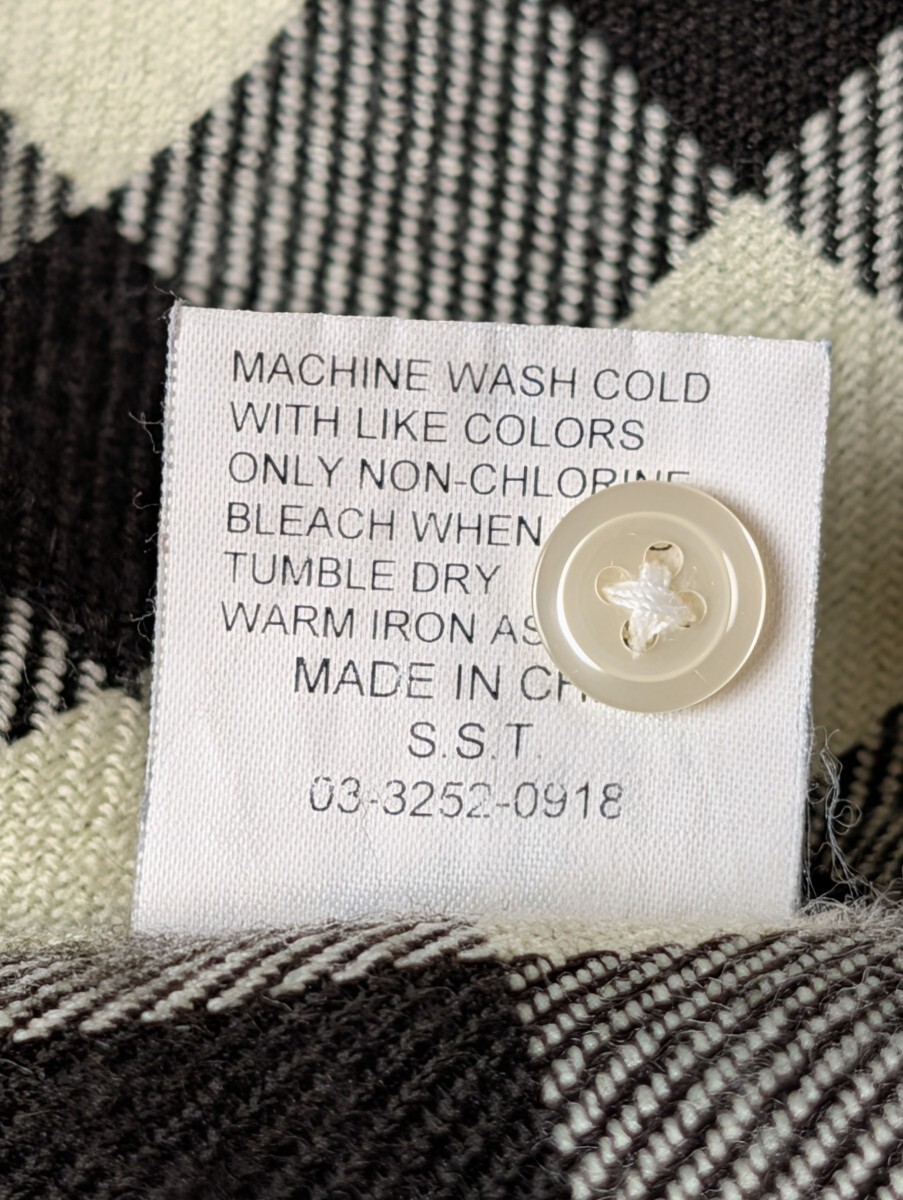 MACHINE WASH COLD
WITH LIKE COLORS
ONLY NON-CHLORINE
BLEACH WHEN
TUMBLE DRY
WARM IRON AS
MADE IN
S.S.T.
03-3252-0918